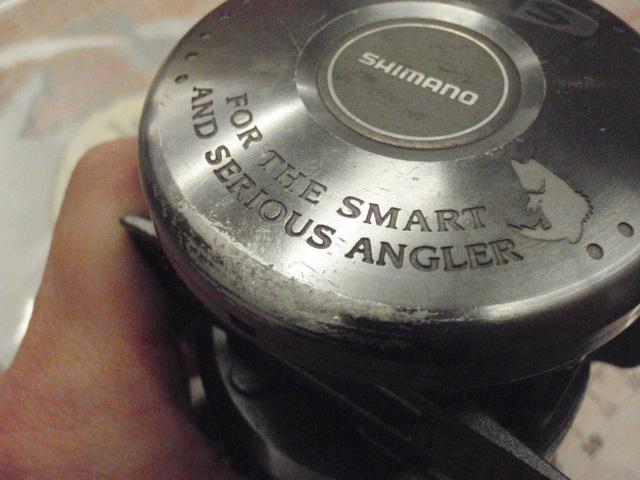 S
SHIMANO
FOR THE SMART
AND SERIOUS ANGLER